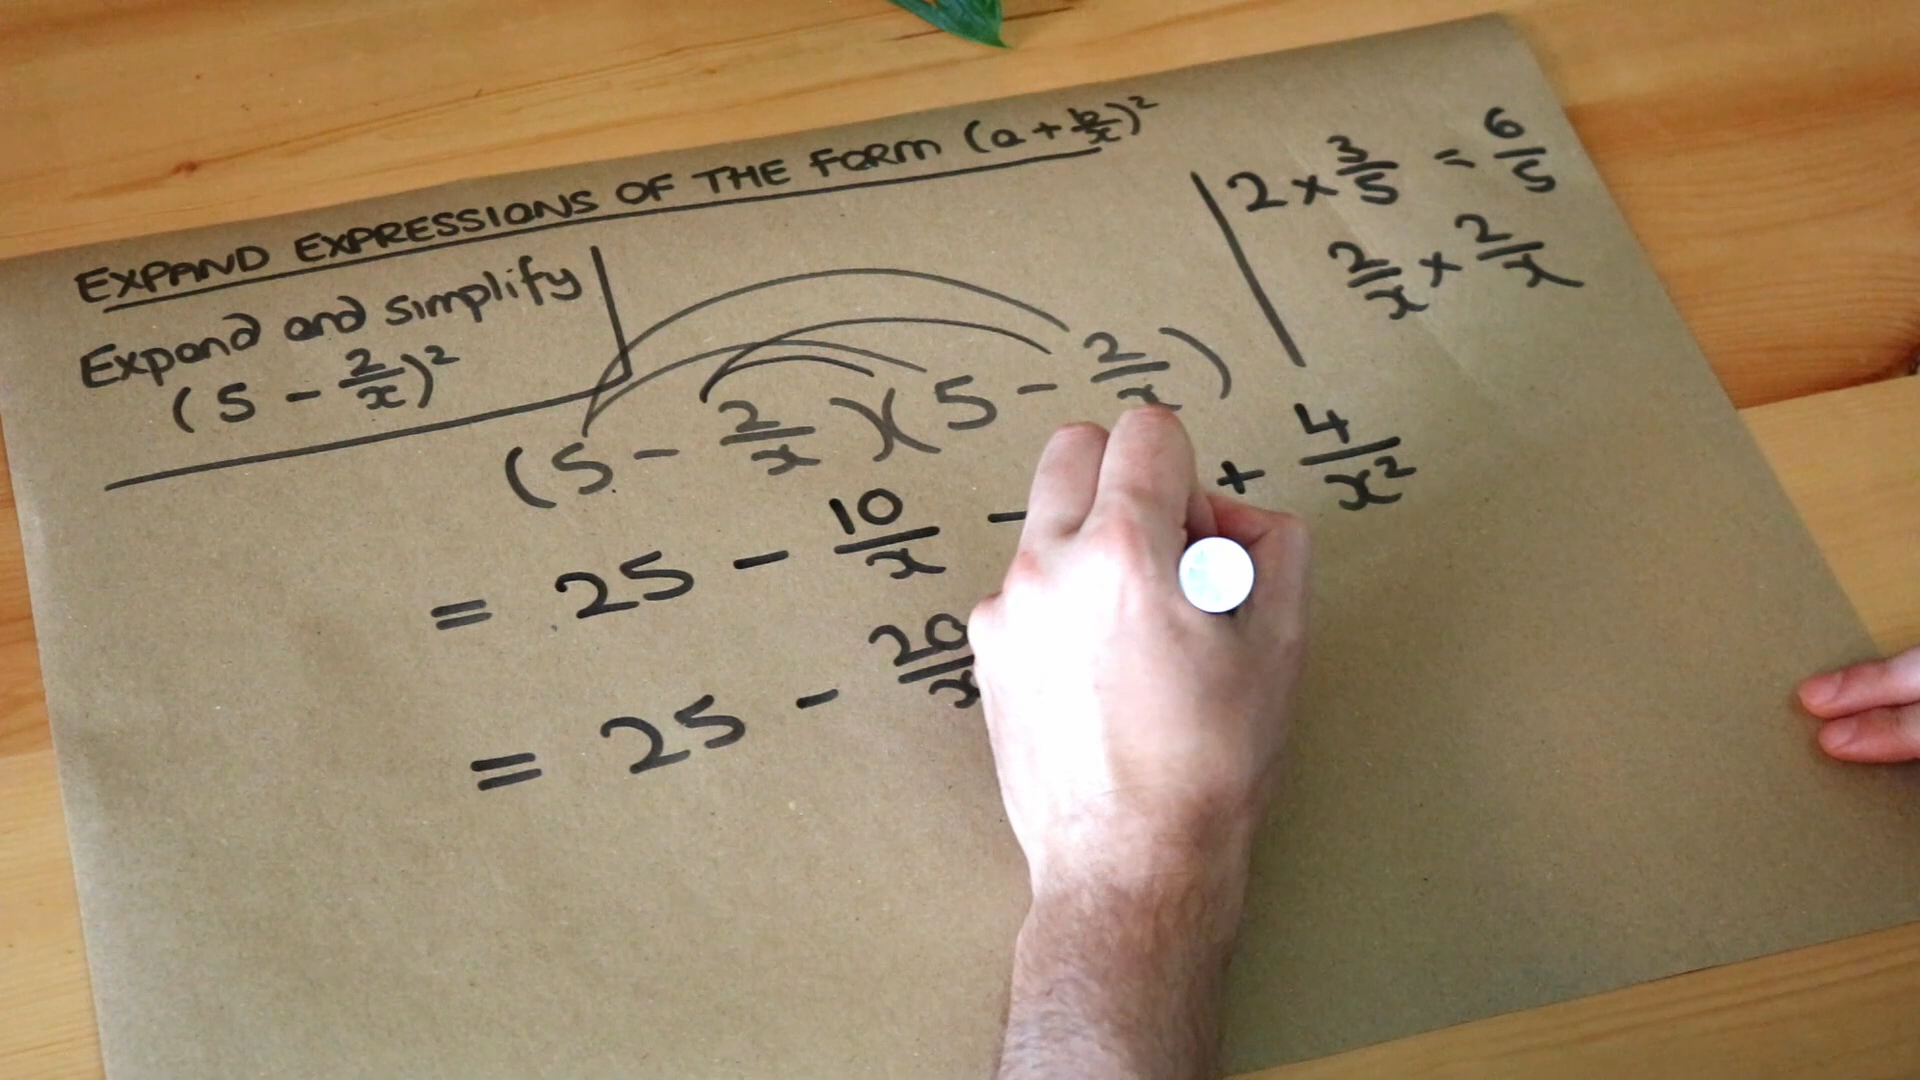 EXPAND EXPRESSIONS OF THE FORM (a + b/x)²
Expand and simplify
(5 - 2/x)²
2 × 3/5 = 6/5
2/x × 2/x
(5 - 2/x)(5 - 2/x)
= 25 - 10/x - + 4/x²
= 25 - 20/x